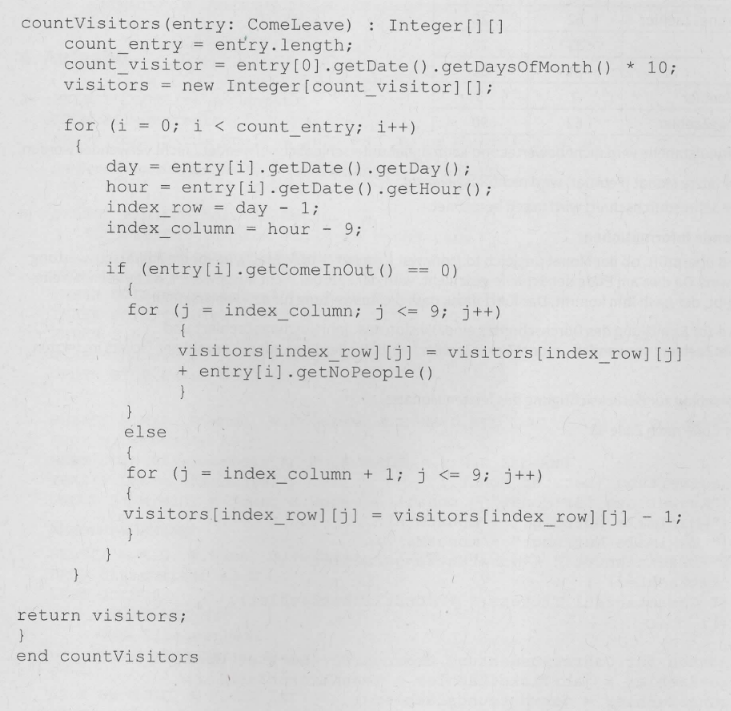 countVisitors(entry: ComeLeave) : Integer[][]
count_entry = entry.length;
count_visitor = entry[0].getDate().getDaysOfMonth() * 10;
visitors = new Integer[count_visitor][];
for (i = 0; i < count_entry; i++)
{
day = entry[i].getDate().getDay();
hour = entry[i].getDate().getHour();
index_row = day - 1;
index_column = hour - 9;
if (entry[i].getComeInOut() == 0)
{
for (j = index_column; j <= 9; j++)
{
visitors[index_row][j] = visitors[index_row][j]
+ entry[i].getNoPeople()
}
}
else
{
for (j = index_column + 1; j <= 9; j++)
{
visitors[index_row][j] = visitors[index_row][j] - 1;
}
}
}
return visitors;
}
end countVisitors